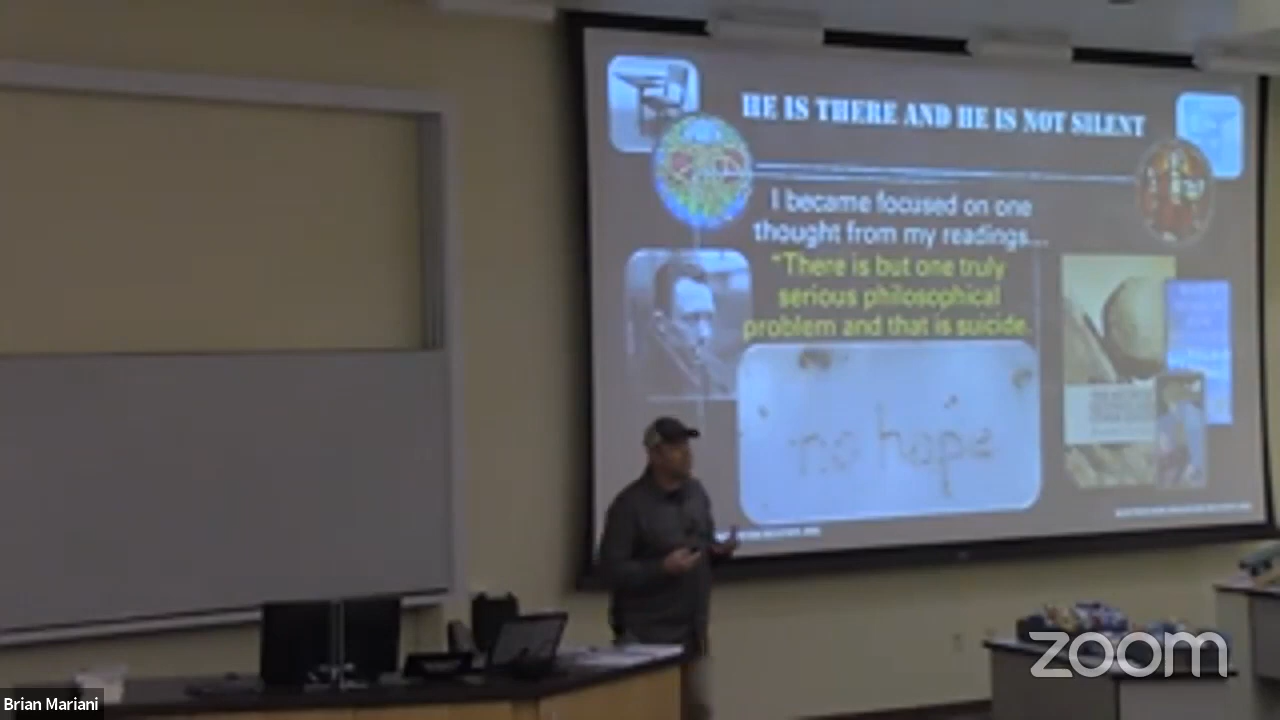 HE IS THERE AND HE IS NOT SILENT
I became focused on one
thought from my readings...
"There is but one truly
serious philosophical
problem and that is suicide.
no hope
zoom
Brian Mariani